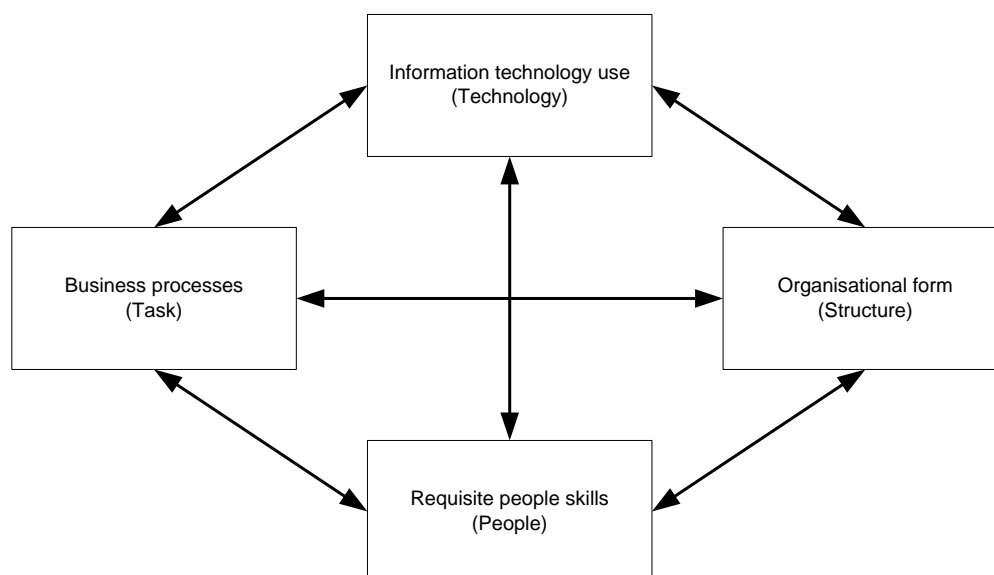 Information technology use
(Technology)
Business processes
(Task)
Organisational form
(Structure)
Requisite people skills
(People)